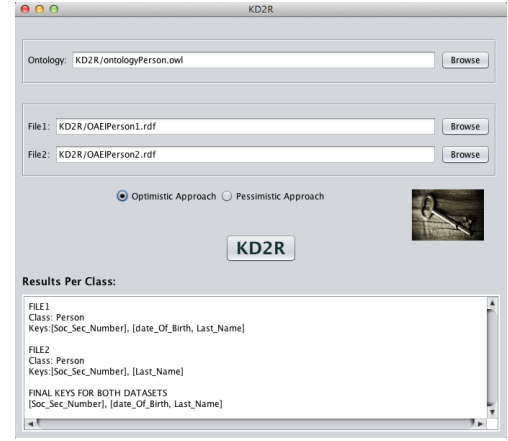 KD2R
Ontology: KD2R/ontologyPerson.owl Browse
File1: KD2R/OAEIPerson1.rdf Browse
File2: KD2R/OAEIPerson2.rdf Browse
Optimistic Approach Pessimistic Approach
KD2R
Results Per Class:
FILE1
Class: Person
Keys:[Soc_Sec_Number], [date_Of_Birth, Last_Name]
FILE2
Class: Person
Keys:[Soc_Sec_Number], [Last_Name]
FINAL KEYS FOR BOTH DATASETS
[Soc_Sec_Number], [date_Of_Birth, Last_Name]